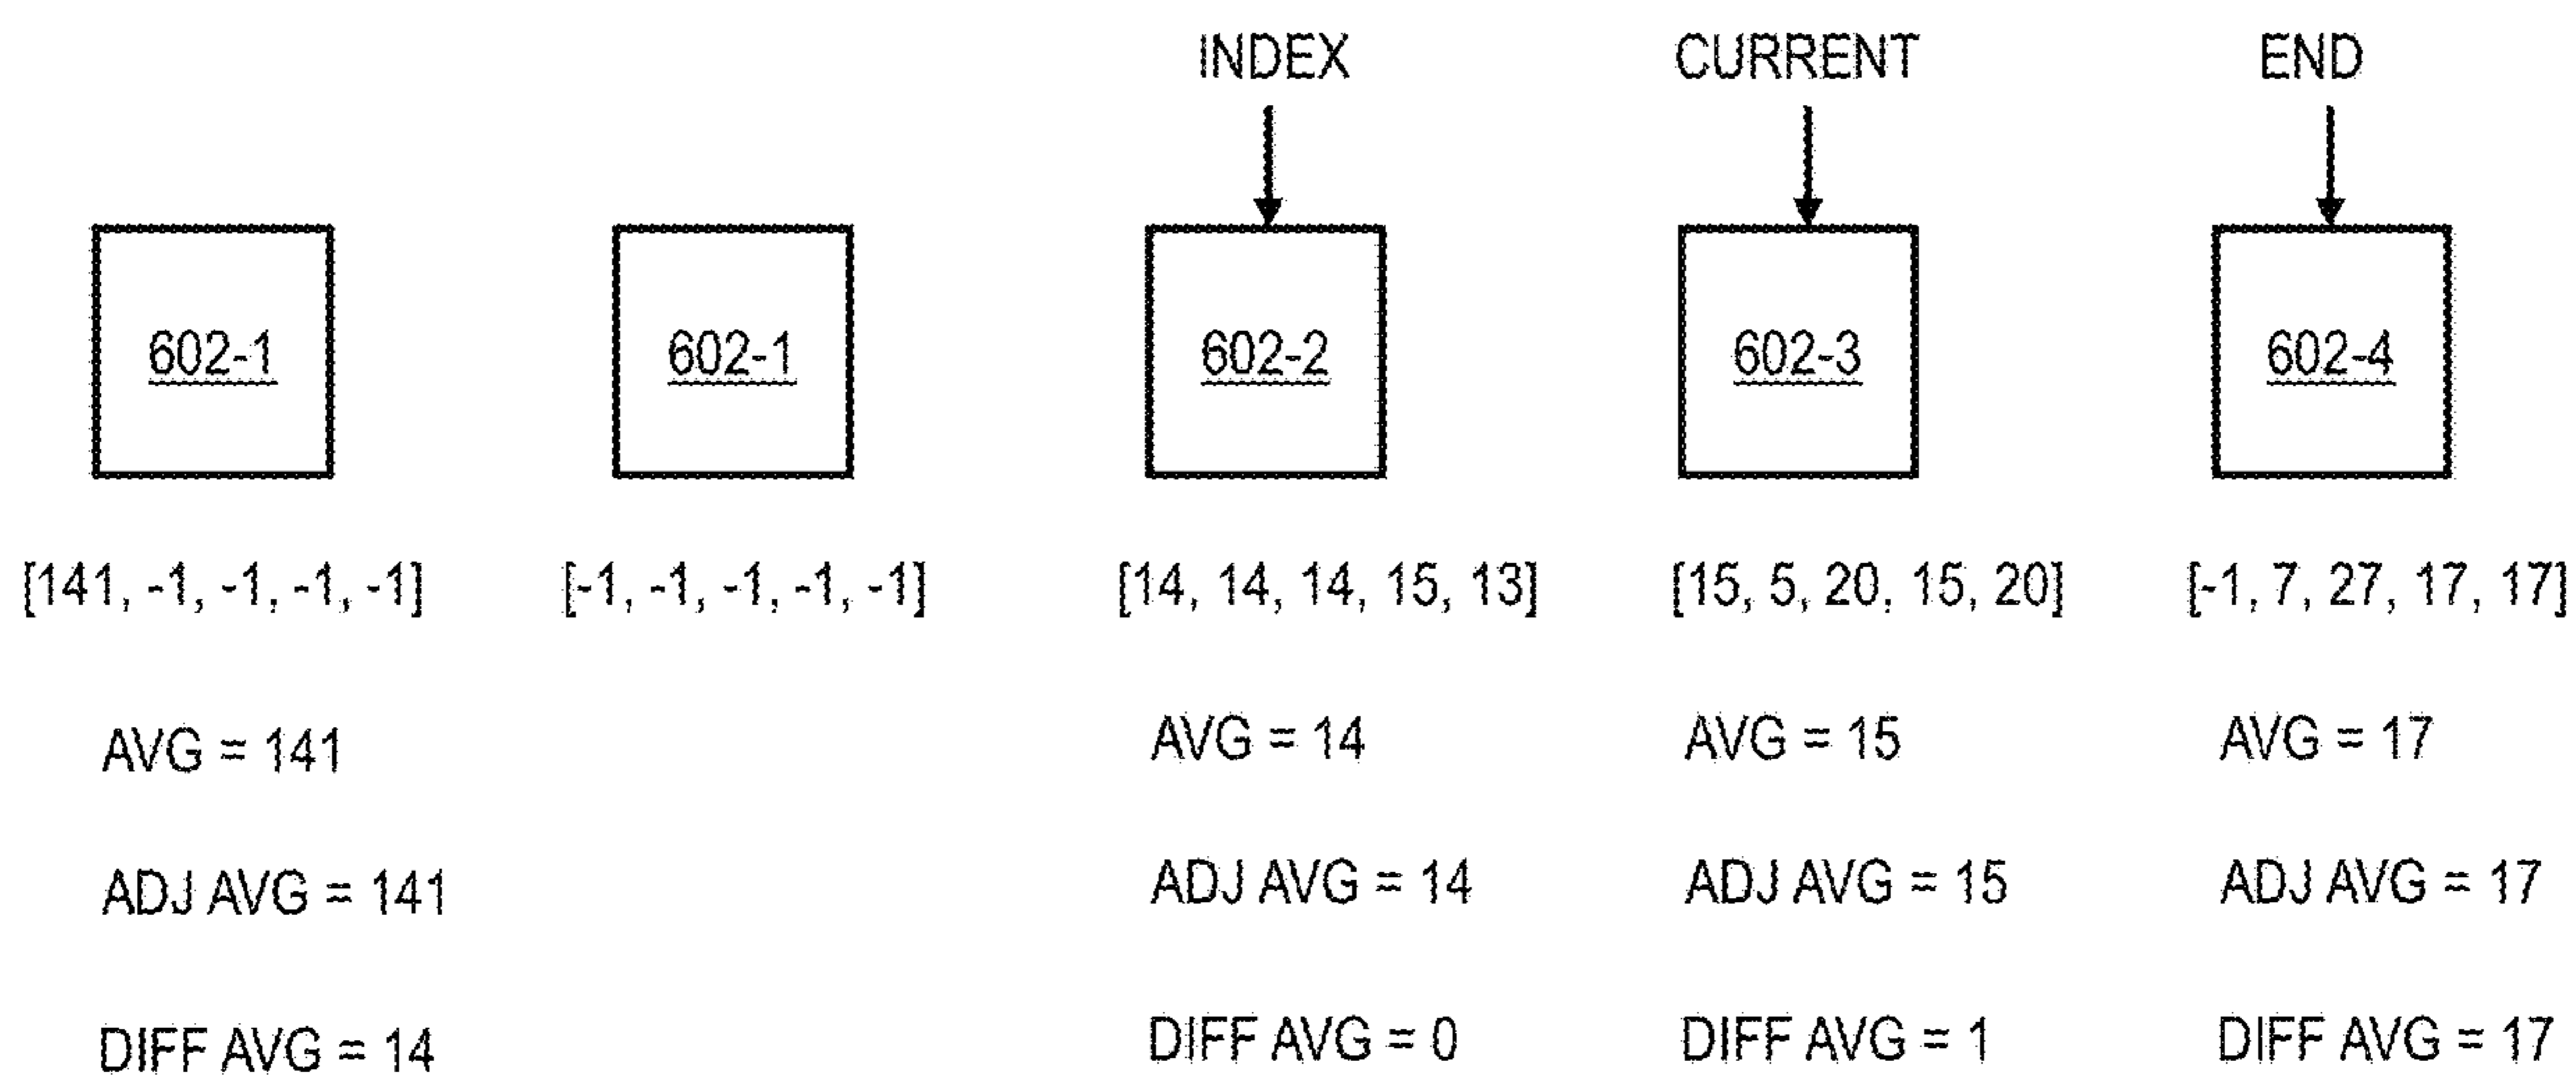 INDEX CURRENT END
602-1 602-1 602-2 602-3 602-4
[141, -1, -1, -1, -1] [-1, -1, -1, -1, -1] [14, 14, 14, 15, 13] [15, 5, 20, 15, 20] [-1, 7, 27, 17, 17]
AVG = 141 AVG = 14 AVG = 15 AVG = 17
ADJ AVG = 141 ADJ AVG = 14 ADJ AVG = 15 ADJ AVG = 17
DIFF AVG = 14 DIFF AVG = 0 DIFF AVG = 1 DIFF AVG = 17